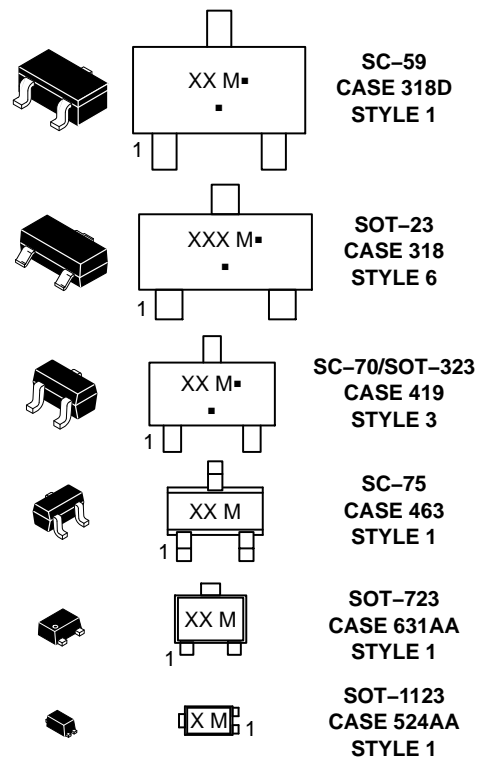 XX M▪
▪
1
SC–59
CASE 318D
STYLE 1
XXX M▪
▪
1
SOT–23
CASE 318
STYLE 6
XX M▪
▪
1
SC–70/SOT–323
CASE 419
STYLE 3
XX M
1
SC–75
CASE 463
STYLE 1
XX M
1
SOT–723
CASE 631AA
STYLE 1
X M
1
SOT–1123
CASE 524AA
STYLE 1